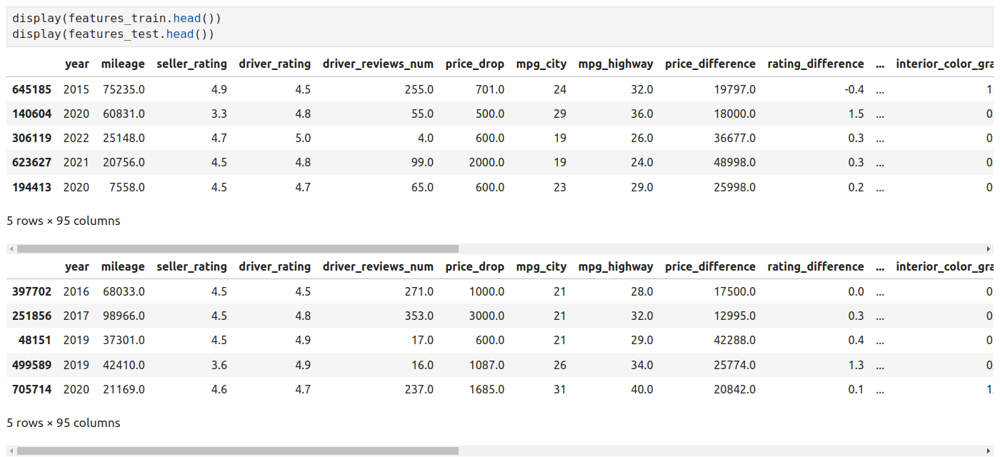 display(features_train.head())
display(features_test.head())
year mileage seller_rating driver_rating driver_reviews_num price_drop mpg_city mpg_highway price_difference rating_difference ... interior_color_gra
645185 2015 75235.0 4.9 4.5 255.0 701.0 24 32.0 19797.0 -0.4 ... 1.
140604 2020 60831.0 3.3 4.8 55.0 500.0 29 36.0 18000.0 1.5 ... 0.
306119 2022 25148.0 4.7 5.0 4.0 600.0 19 26.0 36677.0 0.3 ... 0.
623627 2021 20756.0 4.5 4.8 99.0 2000.0 19 24.0 48998.0 0.3 ... 0.
194413 2020 7558.0 4.5 4.7 65.0 600.0 23 29.0 25998.0 0.2 ... 0.
5 rows × 95 columns
year mileage seller_rating driver_rating driver_reviews_num price_drop mpg_city mpg_highway price_difference rating_difference ... interior_color_gra
397702 2016 68033.0 4.5 4.5 271.0 1000.0 21 28.0 17500.0 0.0 ... 0.
251856 2017 98966.0 4.5 4.8 353.0 3000.0 21 32.0 12995.0 0.3 ... 0.
48151 2019 37301.0 4.5 4.9 17.0 600.0 21 29.0 42288.0 0.4 ... 0.
499589 2019 42410.0 3.6 4.9 16.0 1087.0 26 34.0 25774.0 1.3 ... 0.
705714 2020 21169.0 4.6 4.7 237.0 1685.0 31 40.0 20842.0 0.1 ... 1.
5 rows × 95 columns